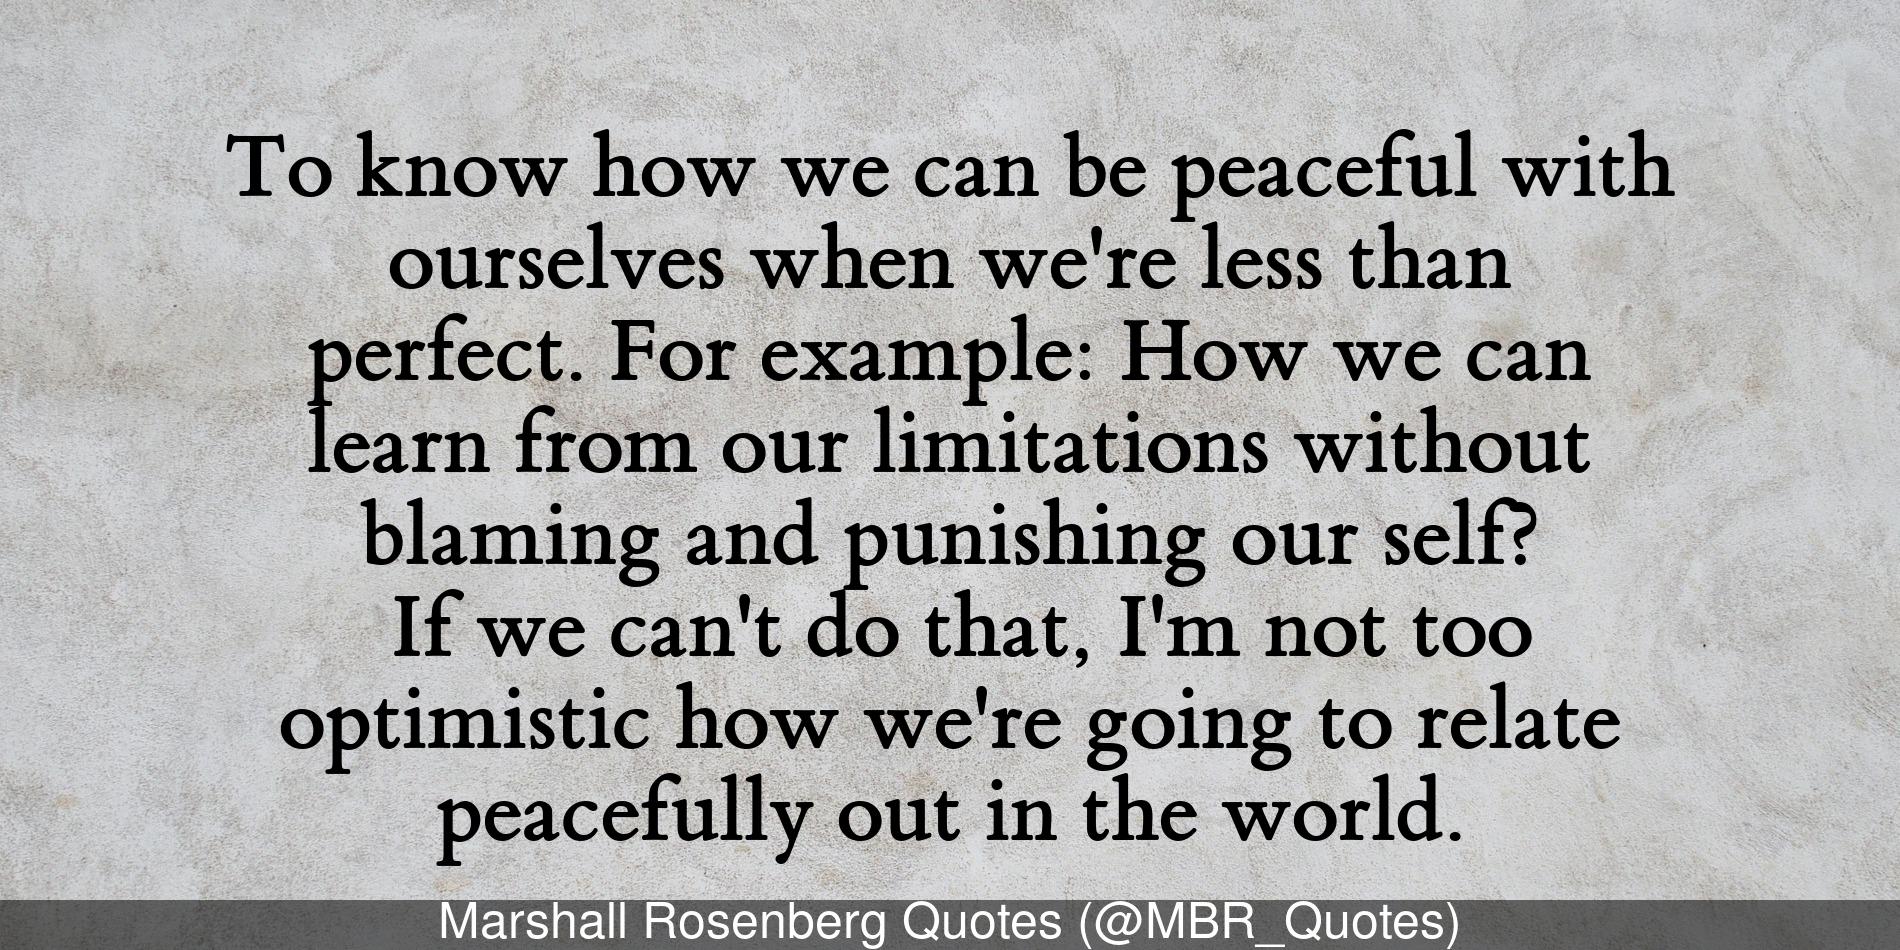 To know how we can be peaceful with
ourselves when we're less than
perfect. For example: How we can
learn from our limitations without
blaming and punishing our self?
If we can't do that, I'm not too
optimistic how we're going to relate
peacefully out in the world.
Marshall Rosenberg Quotes (@MBR_Quotes)